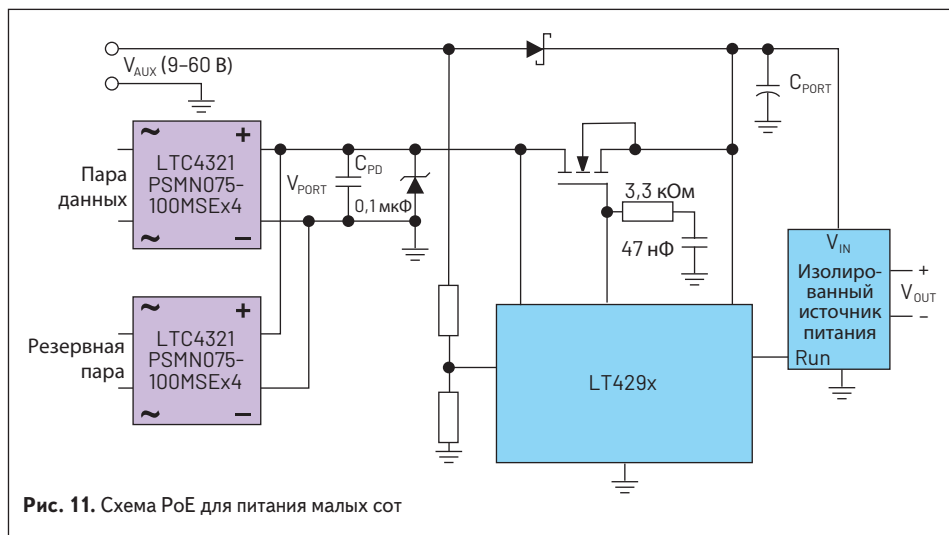 V_AUX (9–60 В)
C_PORT
~ +
LTC4321
PSMN075-
100MSEx4
~ −
Пара
данных
V_PORT
C_PD
0,1 мкФ
3,3 кОм
47 нФ
V_IN
Изолиро-
ванный
источник
питания
Run
+
V_OUT
−
~ +
LTC4321
PSMN075-
100MSEx4
~ −
Резервная
пара
LT429x
Рис. 11. Схема PoE для питания малых сот